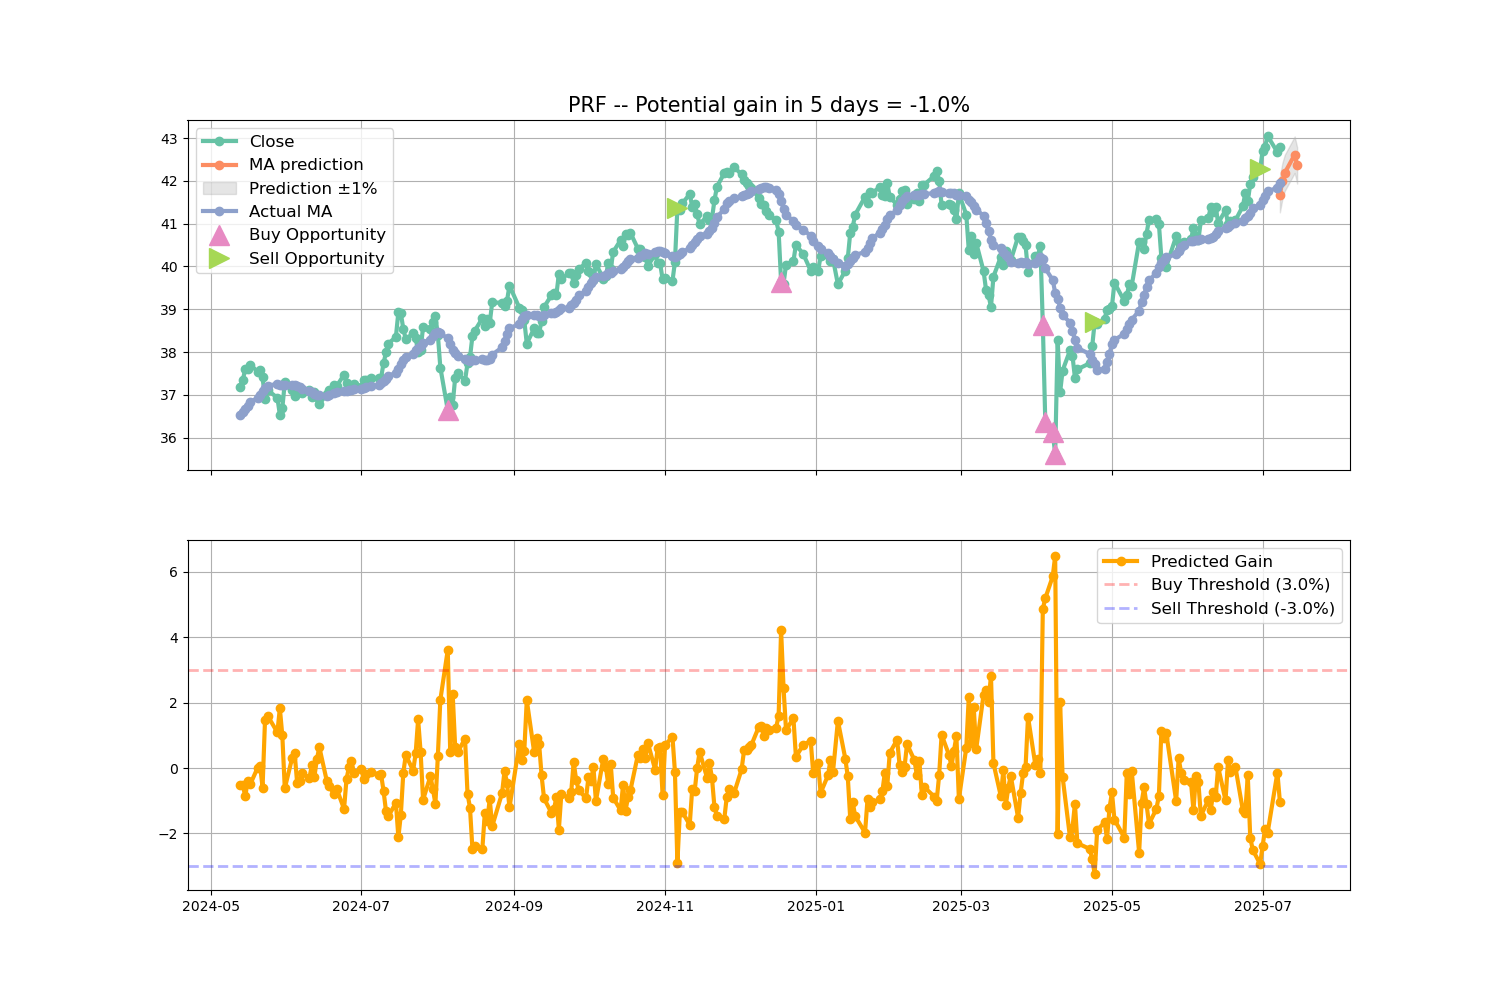 PRF -- Potential gain in 5 days = -1.0%
43
42
41
40
39
38
37
36
Close
MA prediction
Prediction ±1%
Actual MA
Buy Opportunity
Sell Opportunity
6
4
2
0
−2
Predicted Gain
Buy Threshold (3.0%)
Sell Threshold (-3.0%)
2024-05
2024-07
2024-09
2024-11
2025-01
2025-03
2025-05
2025-07